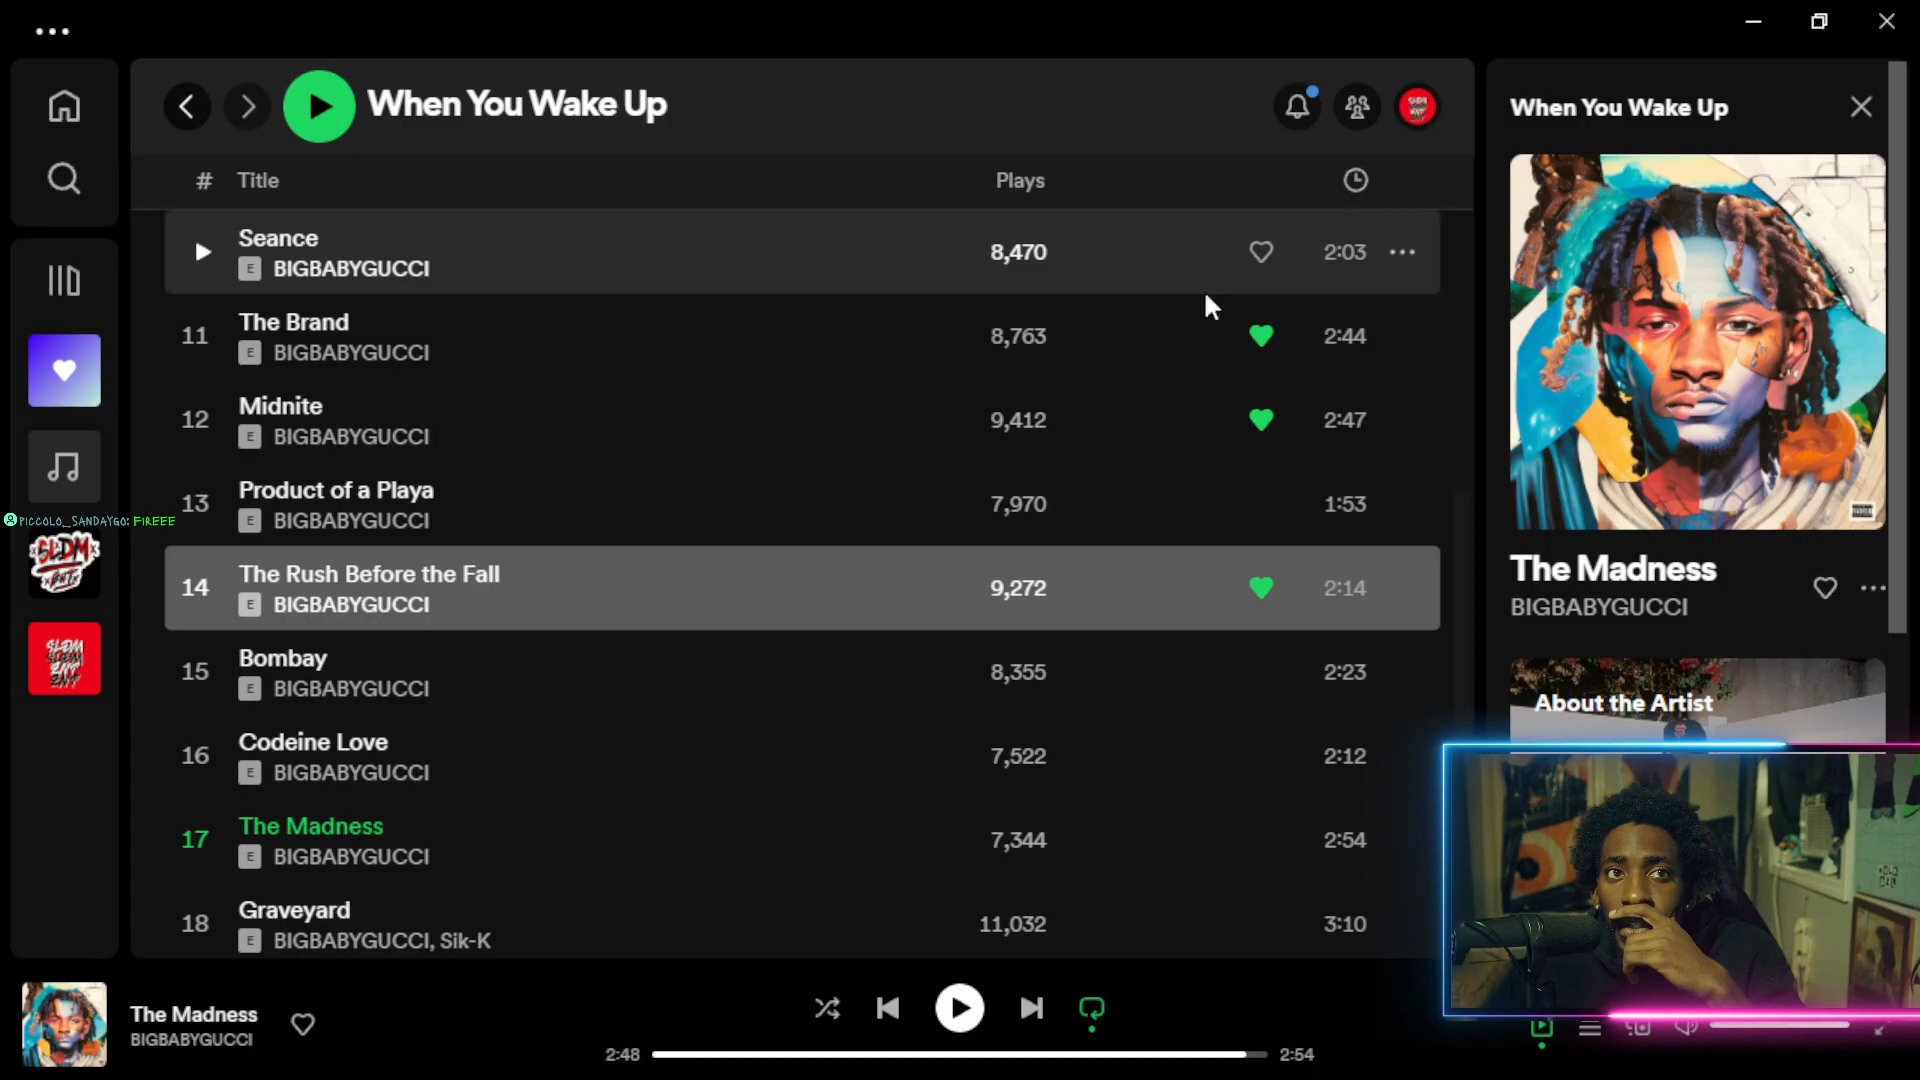 When You Wake Up
When You Wake Up
# Title Plays
Seance 8,470 2:03
E BIGBABYGUCCI
11 The Brand 8,763 2:44
E BIGBABYGUCCI
12 Midnite 9,412 2:47
E BIGBABYGUCCI
13 Product of a Playa 7,970 1:53
E BIGBABYGUCCI
PICCOLO_SANDAYGO: FIREEE
SLDM
14 The Rush Before the Fall 9,272 2:14
E BIGBABYGUCCI
The Madness
BIGBABYGUCCI
15 Bombay 8,355 2:23
E BIGBABYGUCCI
About the Artist
16 Codeine Love 7,522 2:12
E BIGBABYGUCCI
17 The Madness 7,344 2:54
E BIGBABYGUCCI
18 Graveyard 11,032 3:10
E BIGBABYGUCCI, Sik-K
The Madness
BIGBABYGUCCI
2:48 2:54